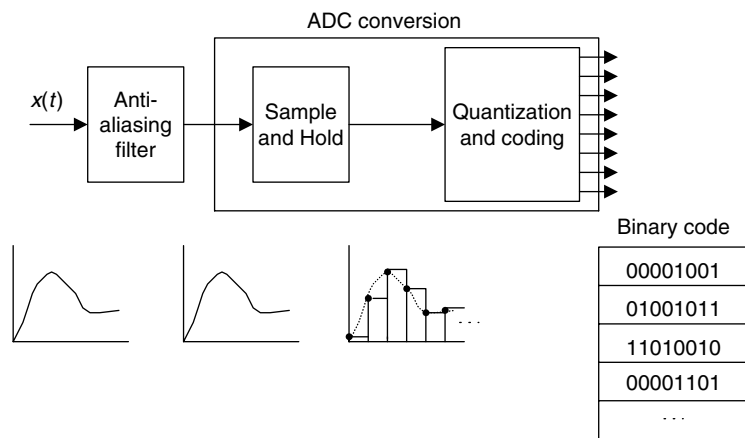 ADC conversion
x(t)
Anti-
aliasing
filter
Sample
and Hold
Quantization
and coding
Binary code
00001001
01001011
11010010
00001101
. . .
. . .